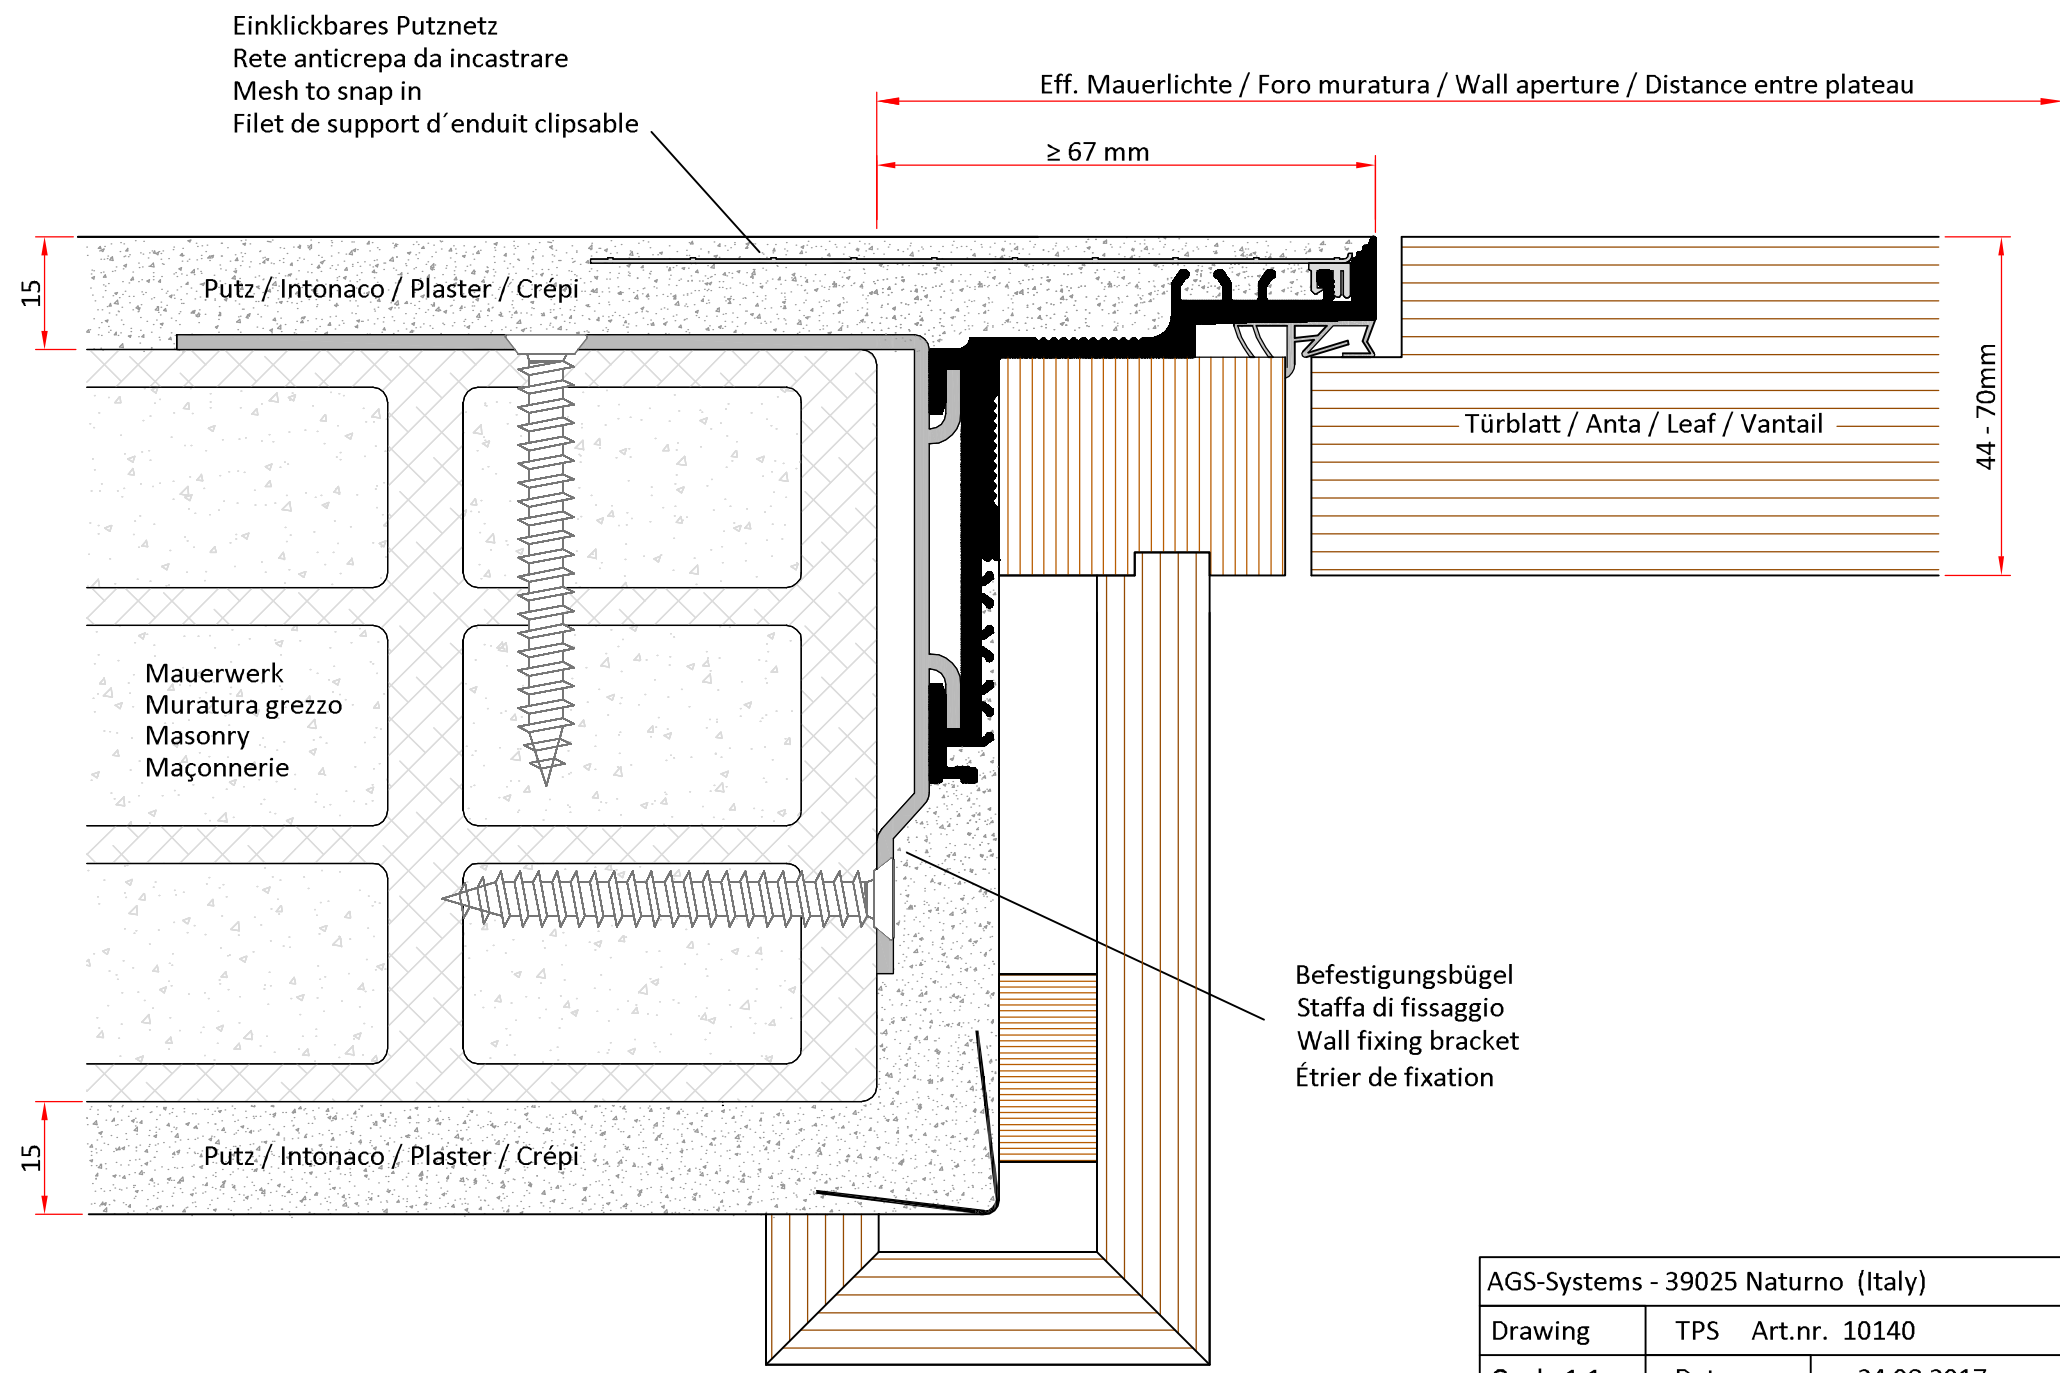 Einklickbares Putznetz
Rete anticrepa da incastrare
Mesh to snap in
Filet de support d´enduit clipsable
Eff. Mauerlichte / Foro muratura / Wall aperture / Distance entre plateau
≥ 67 mm
15
Putz / Intonaco / Plaster / Crépi
Türblatt / Anta / Leaf / Vantail
44 - 70mm
Mauerwerk
Muratura grezzo
Masonry
Maçonnerie
Befestigungsbügel
Staffa di fissaggio
Wall fixing bracket
Étrier de fixation
15
Putz / Intonaco / Plaster / Crépi
AGS-Systems - 39025 Naturno (Italy)
Drawing TPS Art.nr. 10140
24.08.2017